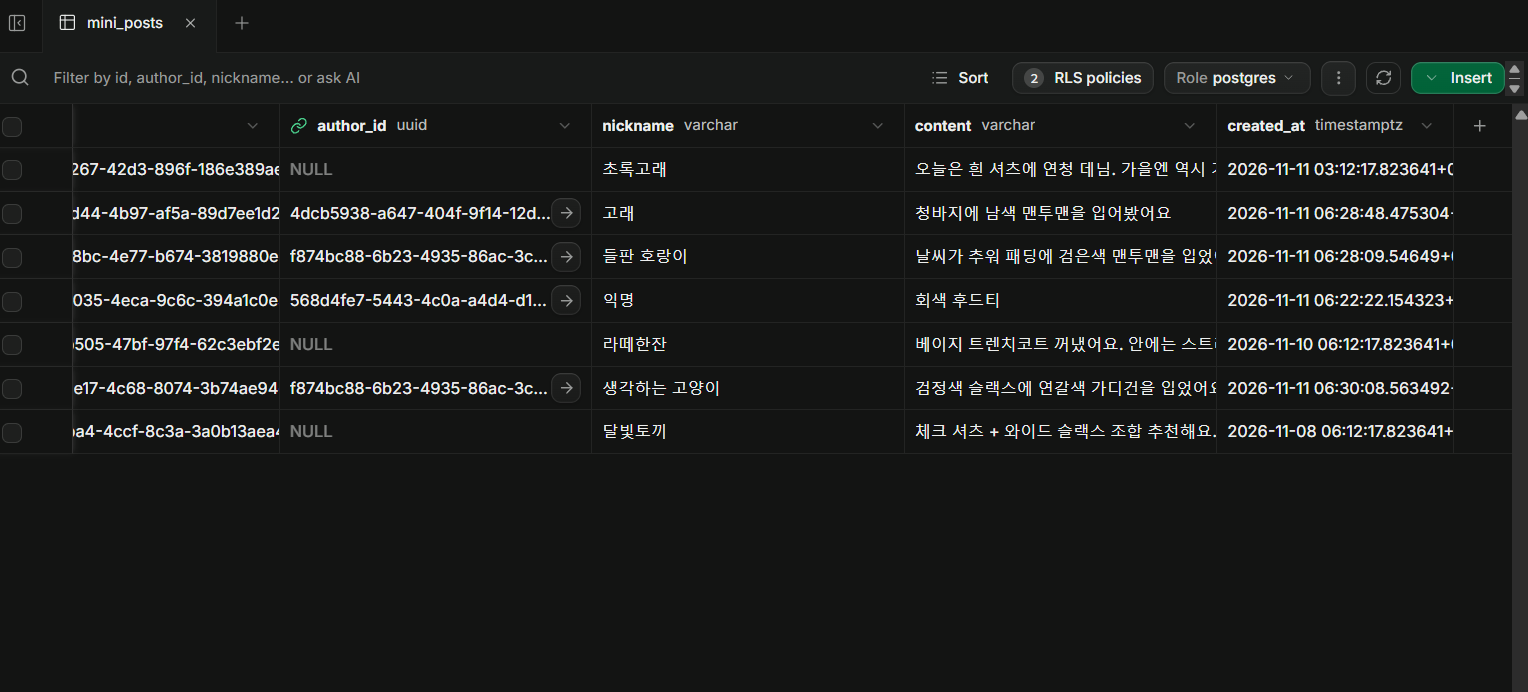 mini_posts
Filter by id, author_id, nickname... or ask AI
Sort
2 RLS policies
Role postgres
Insert
author_id uuid nickname varchar content varchar created_at timestamptz
267-42d3-896f-186e389ae NULL 초록고래 오늘은 흰 셔츠에 연청 데님. 가을엔 역시 2026-11-11 03:12:17.823641+0
d44-4b97-af5a-89d7ee1d2 4dcb5938-a647-404f-9f14-12d... 고래 청바지에 남색 맨투맨을 입어봤어요 2026-11-11 06:28:48.475304
8bc-4e77-b674-3819880e f874bc88-6b23-4935-86ac-3c... 들판 호랑이 날씨가 추워 패딩에 검은색 맨투맨을 2026-11-11 06:28:09.54649+
035-4eca-9c6c-394a1c0e 568d4fe7-5443-4c0a-a4d4-d1... 익명 회색 후드티 2026-11-11 06:22:22.154323+
505-47bf-97f4-62c3ebf2e NULL 라떼한잔 베이지 트렌치코트 꺼냈어요. 안에는 2026-11-10 06:12:17.823641+
e17-4c68-8074-3b74ae94 f874bc88-6b23-4935-86ac-3c... 생각하는 고양이 검정색 슬랙스에 연갈색 가디건을 입었어요 2026-11-11 06:30:08.563492
a4-4ccf-8c3a-3a0b13aea4 NULL 달빛토끼 체크 셔츠 + 와이드 슬랙스 조합 추천해요. 2026-11-08 06:12:17.823641+